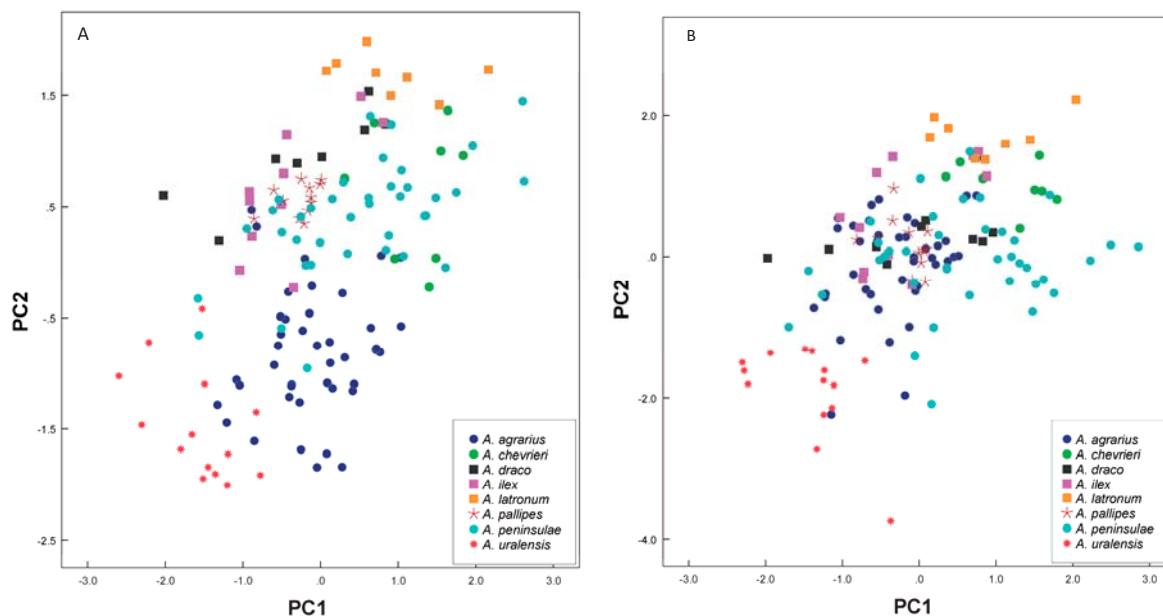 A
PC2
1.5
.5
-.5
-1.5
-2.5
-3.0
-2.0
-1.0
.0
1.0
2.0
3.0
PC1
A. agrarius
A. chevrieri
A. draco
A. ilex
A. latronum
A. pallipes
A. peninsulae
A. uralensis
B
PC2
2.0
.0
-2.0
-4.0
-3.0
-2.0
-1.0
.0
1.0
2.0
3.0
PC1
A. agrarius
A. chevrieri
A. draco
A. ilex
A. latronum
A. pallipes
A. peninsulae
A. uralensis